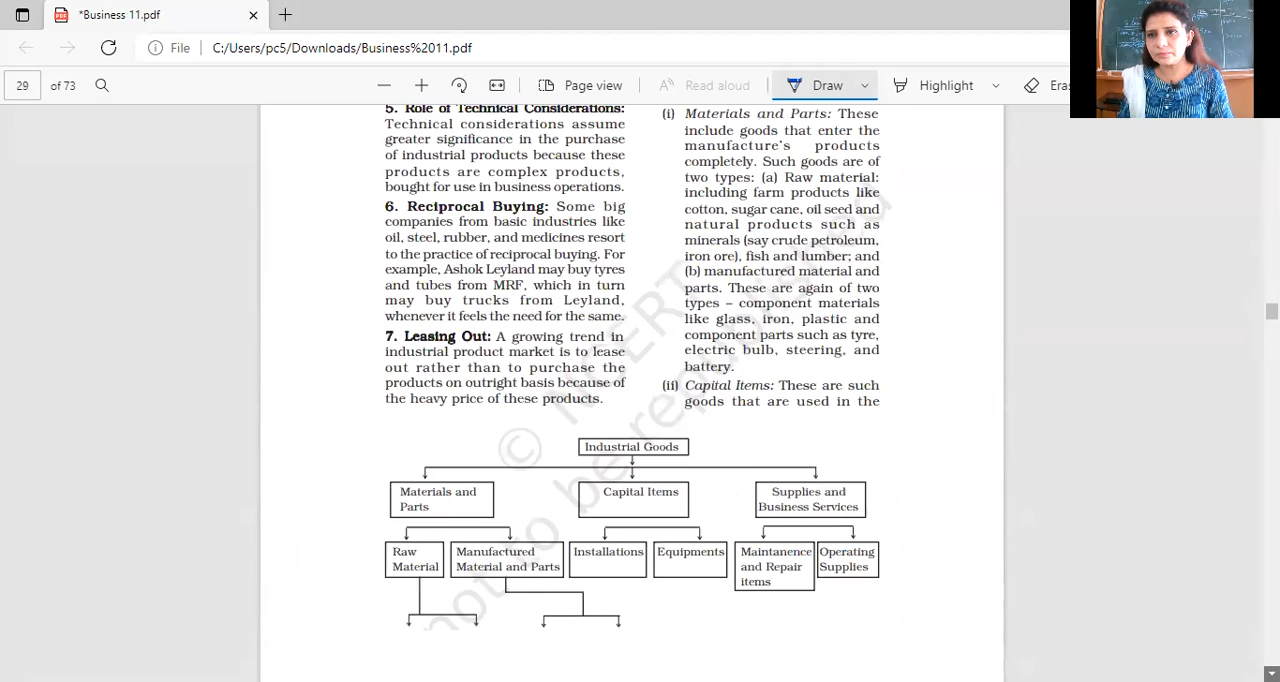 *Business 11.pdf
File
C:/Users/pc5/Downloads/Business%2011.pdf
29
of 73
Page view
Read aloud
Draw
Highlight
Eras
5. Role of Technical Considerations:
Technical considerations assume
greater significance in the purchase
of industrial products because these
products are complex products,
bought for use in business operations.
6. Reciprocal Buying: Some big
companies from basic industries like
oil, steel, rubber, and medicines resort
to the practice of reciprocal buying. For
example, Ashok Leyland may buy tyres
and tubes from MRF, which in turn
may buy trucks from Leyland,
whenever it feels the need for the same.
7. Leasing Out: A growing trend in
industrial product market is to lease
out rather than to purchase the
products on outright basis because of
the heavy price of these products.
(i) Materials and Parts: These
include goods that enter the
manufacture's products
completely. Such goods are of
two types: (a) Raw material:
including farm products like
cotton, sugar cane, oil seed and
natural products such as
minerals (say crude petroleum,
iron ore), fish and lumber; and
(b) manufactured material and
parts. These are again of two
types – component materials
like glass, iron, plastic and
component parts such as tyre,
electric bulb, steering, and
battery.
(ii) Capital Items: These are such
goods that are used in the
Industrial Goods
Materials and
Parts
Capital Items
Supplies and
Business Services
Raw
Material
Manufactured
Material and Parts
Installations
Equipments
Maintanence
and Repair
items
Operating
Supplies
© NCERT
not to be republished